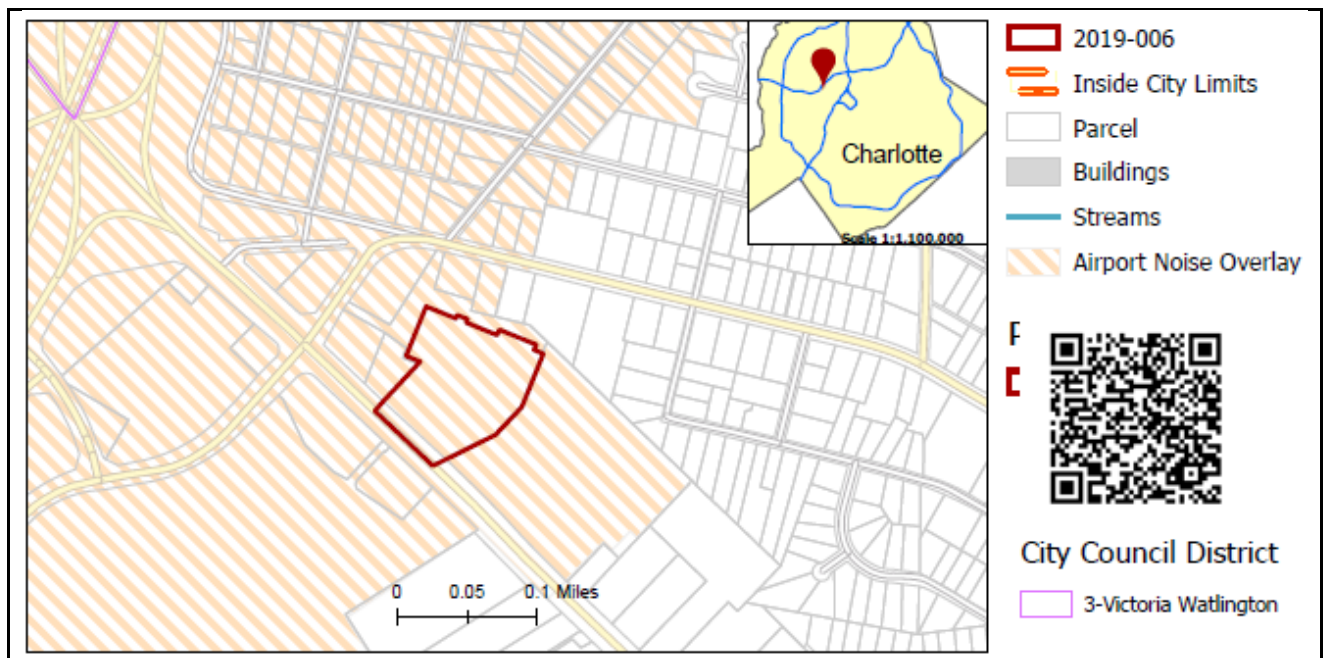 2019-006
Inside City Limits
Parcel
Buildings
Streams
Airport Noise Overlay
Charlotte
Scale 1:1,100,000
0 0.05 0.1 Miles
City Council District
3-Victoria Watlington